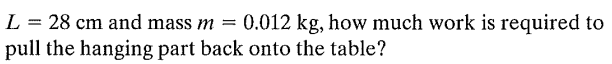 L = 28 cm and mass m = 0.012 kg, how much work is required to
pull the hanging part back onto the table?